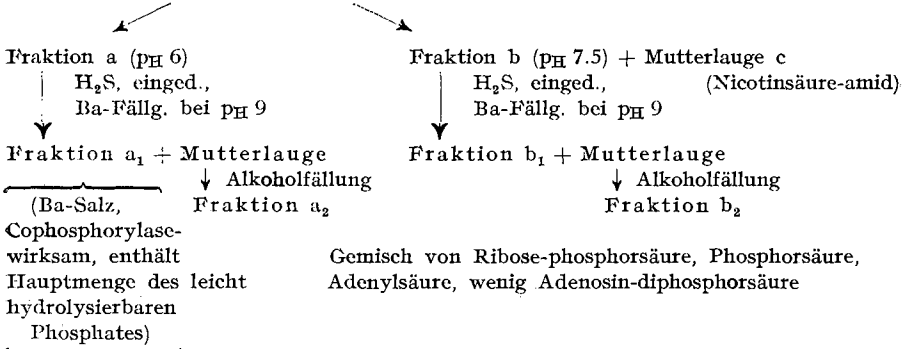 Fraktion a (pH 6) Fraktion b (pH 7.5) + Mutterlauge c
H₂S, einged., H₂S, einged., (Nicotinsäure-amid)
Ba-Fällg. bei pH 9 Ba-Fällg. bei pH 9
Fraktion a₁ + Mutterlauge Fraktion b₁ + Mutterlauge
↓ Alkoholfällung ↓ Alkoholfällung
(Ba-Salz, Fraktion a₂ Fraktion b₂
Cophosphorylase-
wirksam, enthält Gemisch von Ribose-phosphorsäure, Phosphorsäure,
Hauptmenge des leicht Adenylsäure, wenig Adenosin-diphosphorsäure
hydrolysierbaren
Phosphates)